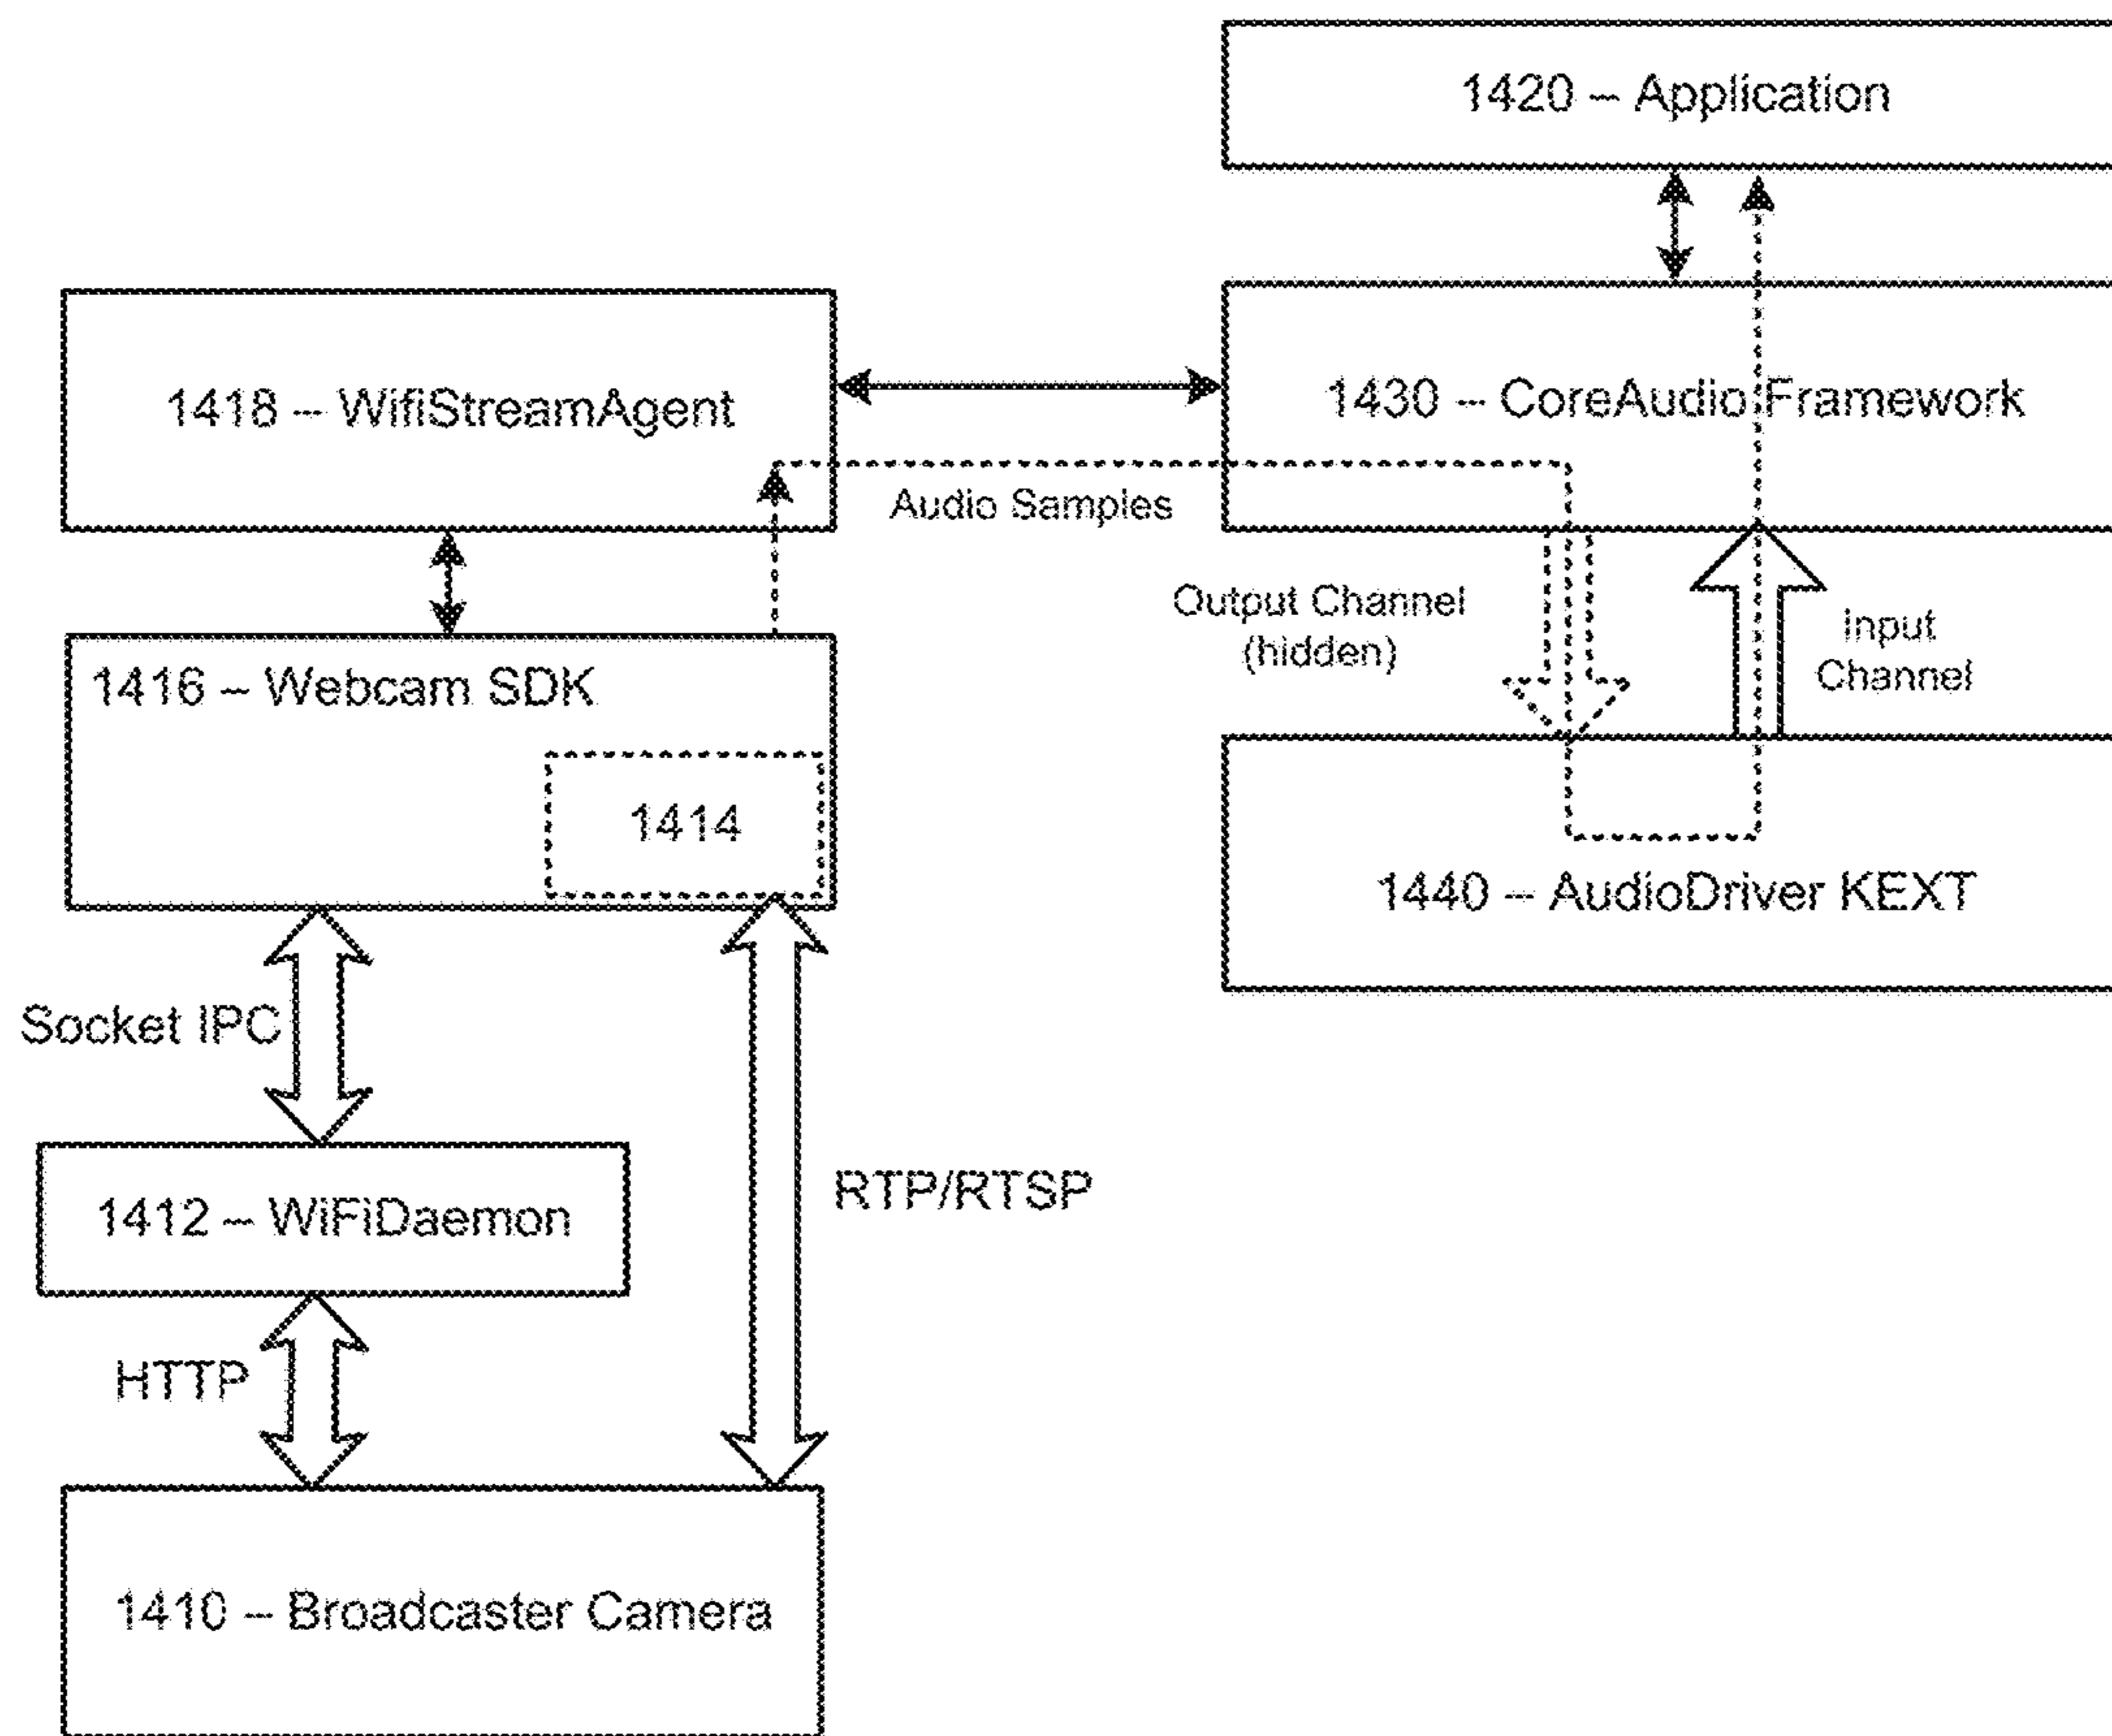 1420 – Application
1418 – WifiStreamAgent
1430 – CoreAudio Framework
Audio Samples
Output Channel
(hidden)
Input
Channel
1416 – Webcam SDK
1414
1440 – AudioDriver KEXT
Socket IPC
1412 – WiFiDaemon
RTP/RTSP
HTTP
1410 – Broadcaster Camera